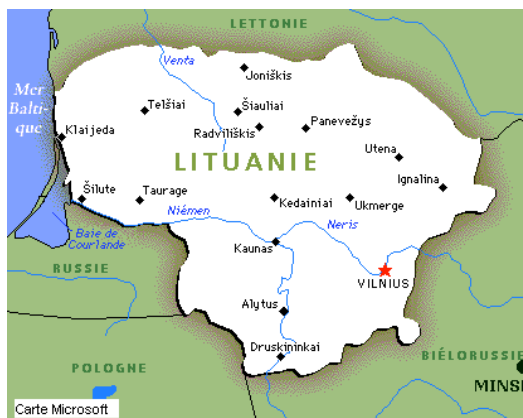 LETTONIE
Venta
Mer
Balti-
que
Joniškis
Telšiai
Šiauliai
Klaijeda
Radviliškis
Panevežys
LITUANIE
Utena
Ignalina
Šilute
Taurage
Niémen
Kedainiai
Ukmerge
Neris
Baie de
Courlande
Kaunas
RUSSIE
VILNIUS
Alytus
Druskininkai
POLOGNE
BIÉLORUSSIE
MINS
Carte Microsoft